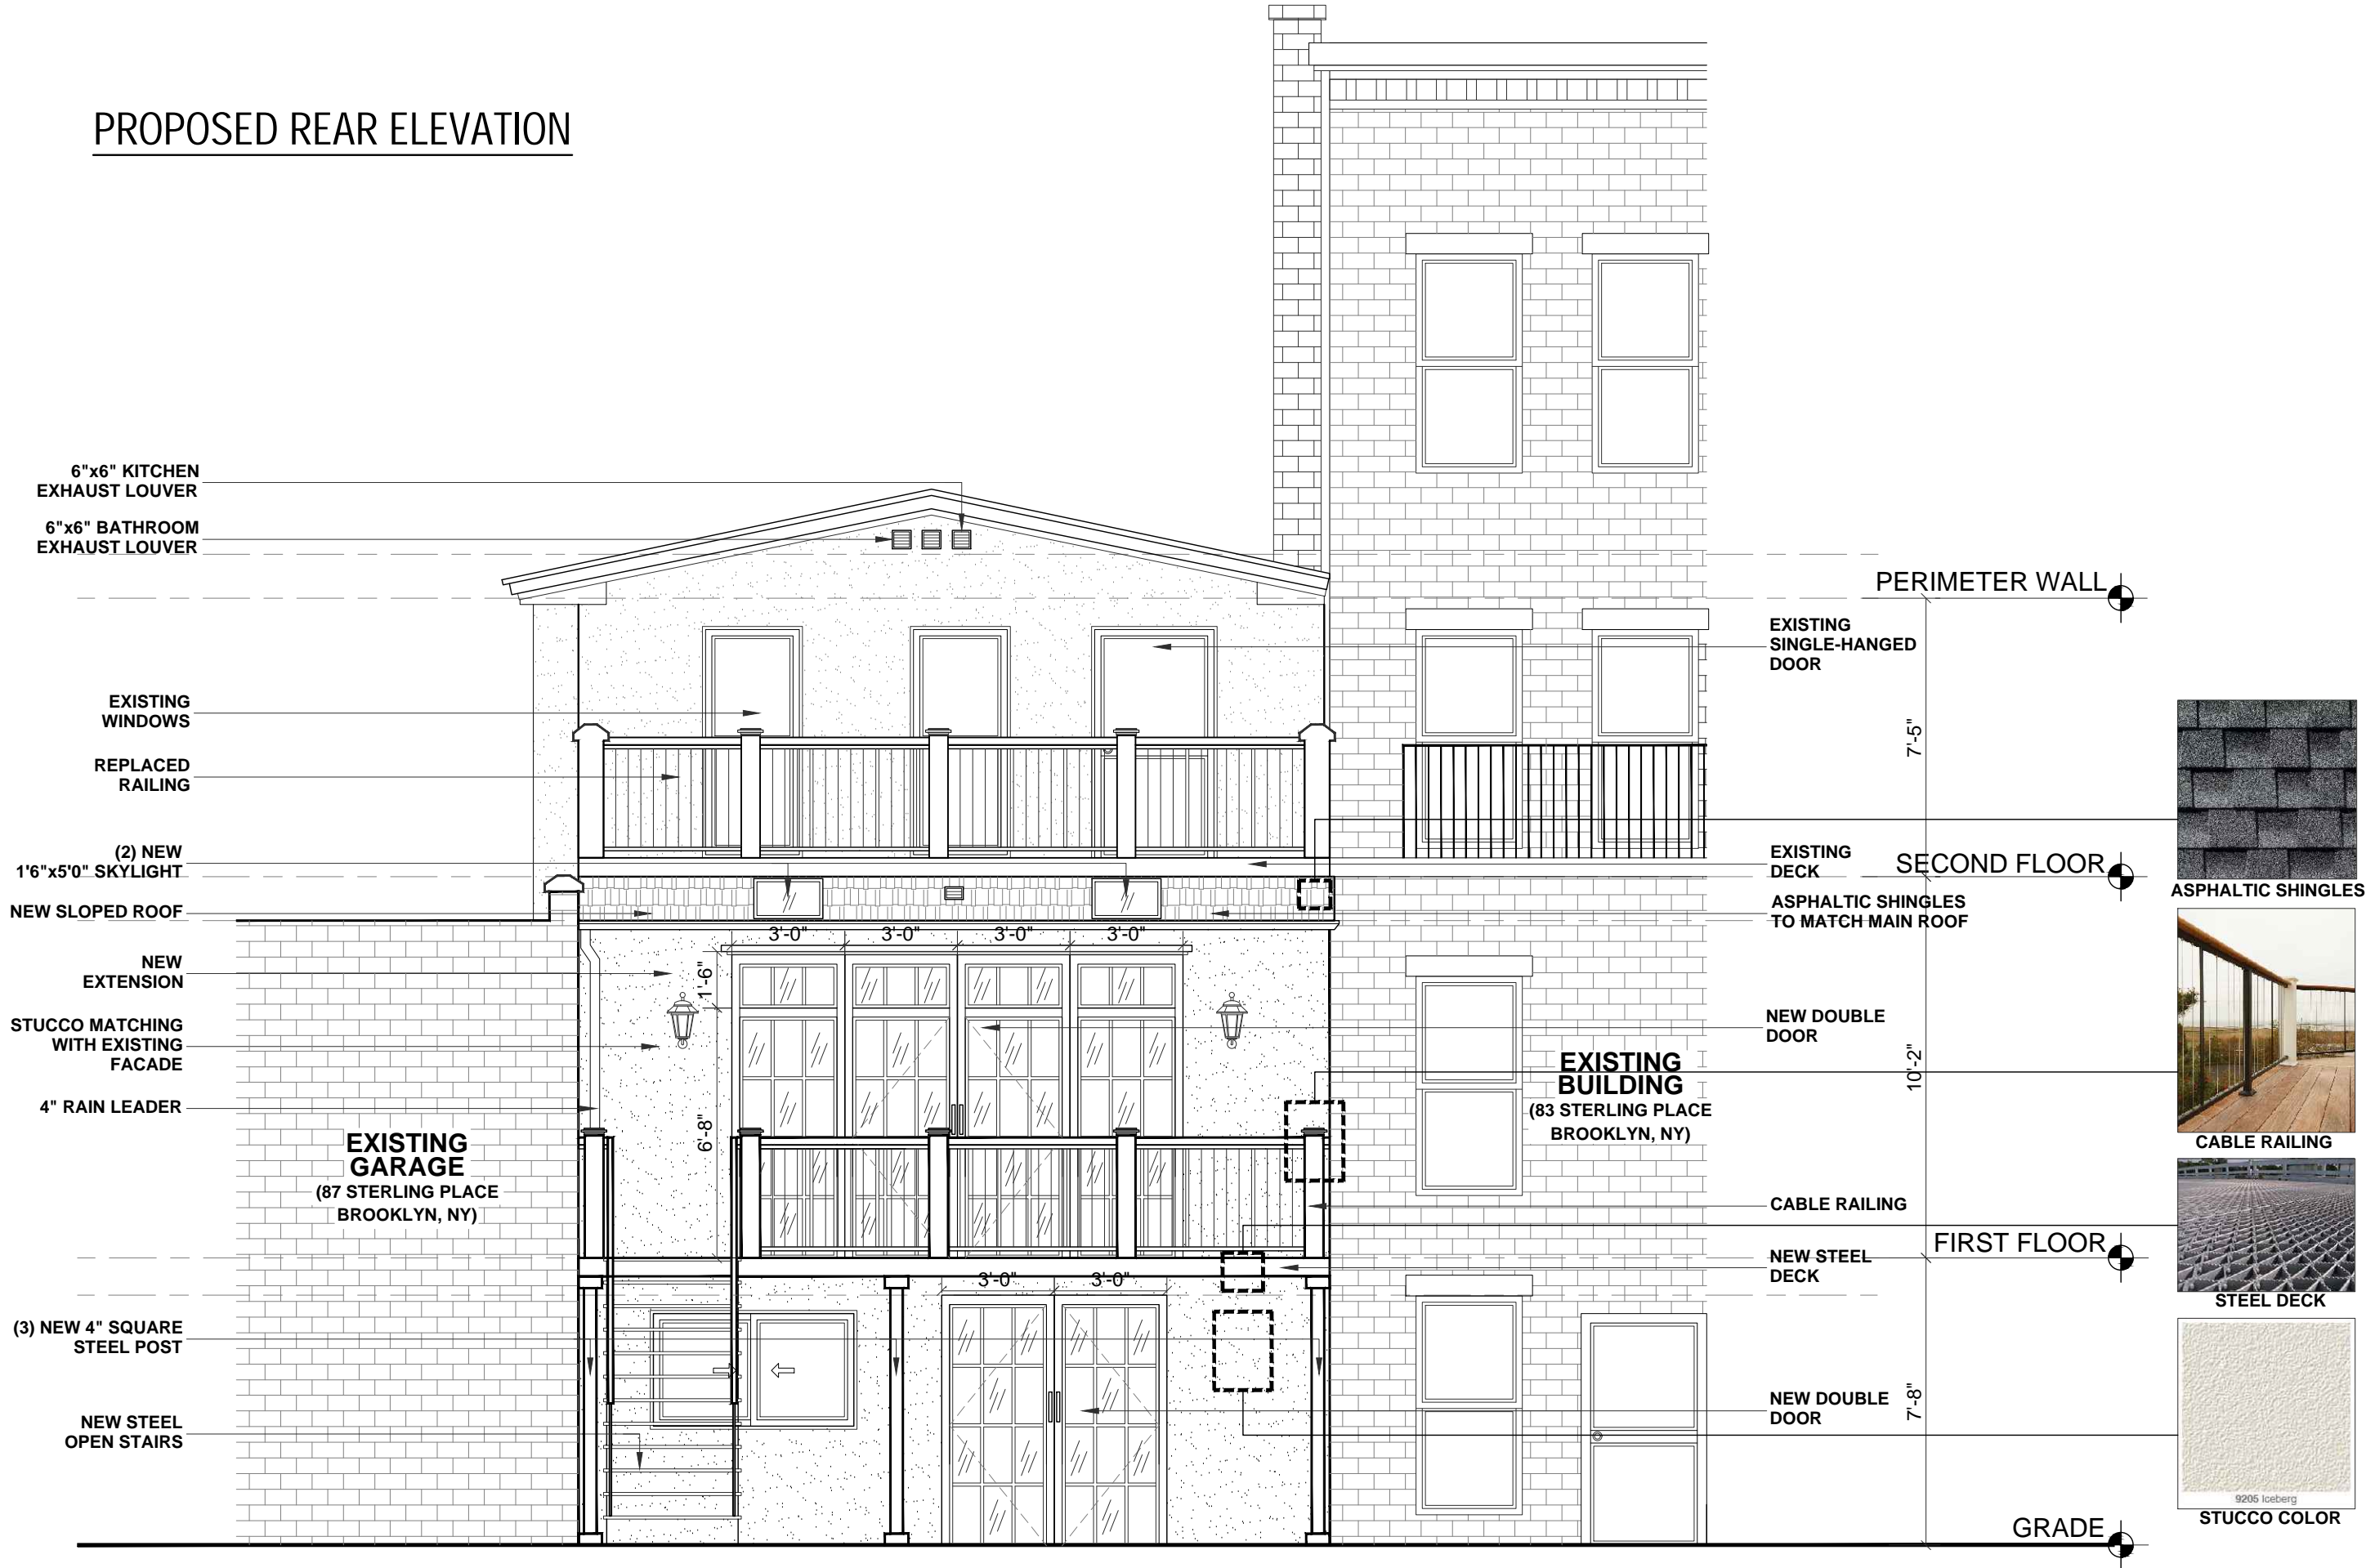 PROPOSED REAR ELEVATION
6"x6" KITCHEN
EXHAUST LOUVER
6"x6" BATHROOM
EXHAUST LOUVER
EXISTING
WINDOWS
REPLACED
RAILING
(2) NEW
1'6"x5'0" SKYLIGHT
NEW SLOPED ROOF
NEW
EXTENSION
STUCCO MATCHING
WITH EXISTING
FACADE
4" RAIN LEADER
EXISTING
GARAGE
(87 STERLING PLACE
BROOKLYN, NY)
(3) NEW 4" SQUARE
STEEL POST
NEW STEEL
OPEN STAIRS
3'-0"
3'-0"
3'-0"
3'-0"
1'-6"
6'-8"
3'-0"
3'-0"
EXISTING
BUILDING
(83 STERLING PLACE
BROOKLYN, NY)
PERIMETER WALL
EXISTING
SINGLE-HANGED
DOOR
7'-5"
EXISTING
DECK
SECOND FLOOR
ASPHALTIC SHINGLES
TO MATCH MAIN ROOF
NEW DOUBLE
DOOR
10'-2"
CABLE RAILING
FIRST FLOOR
NEW STEEL
DECK
NEW DOUBLE
DOOR
7'-8"
GRADE
ASPHALTIC SHINGLES
CABLE RAILING
STEEL DECK
9205 Iceberg
STUCCO COLOR